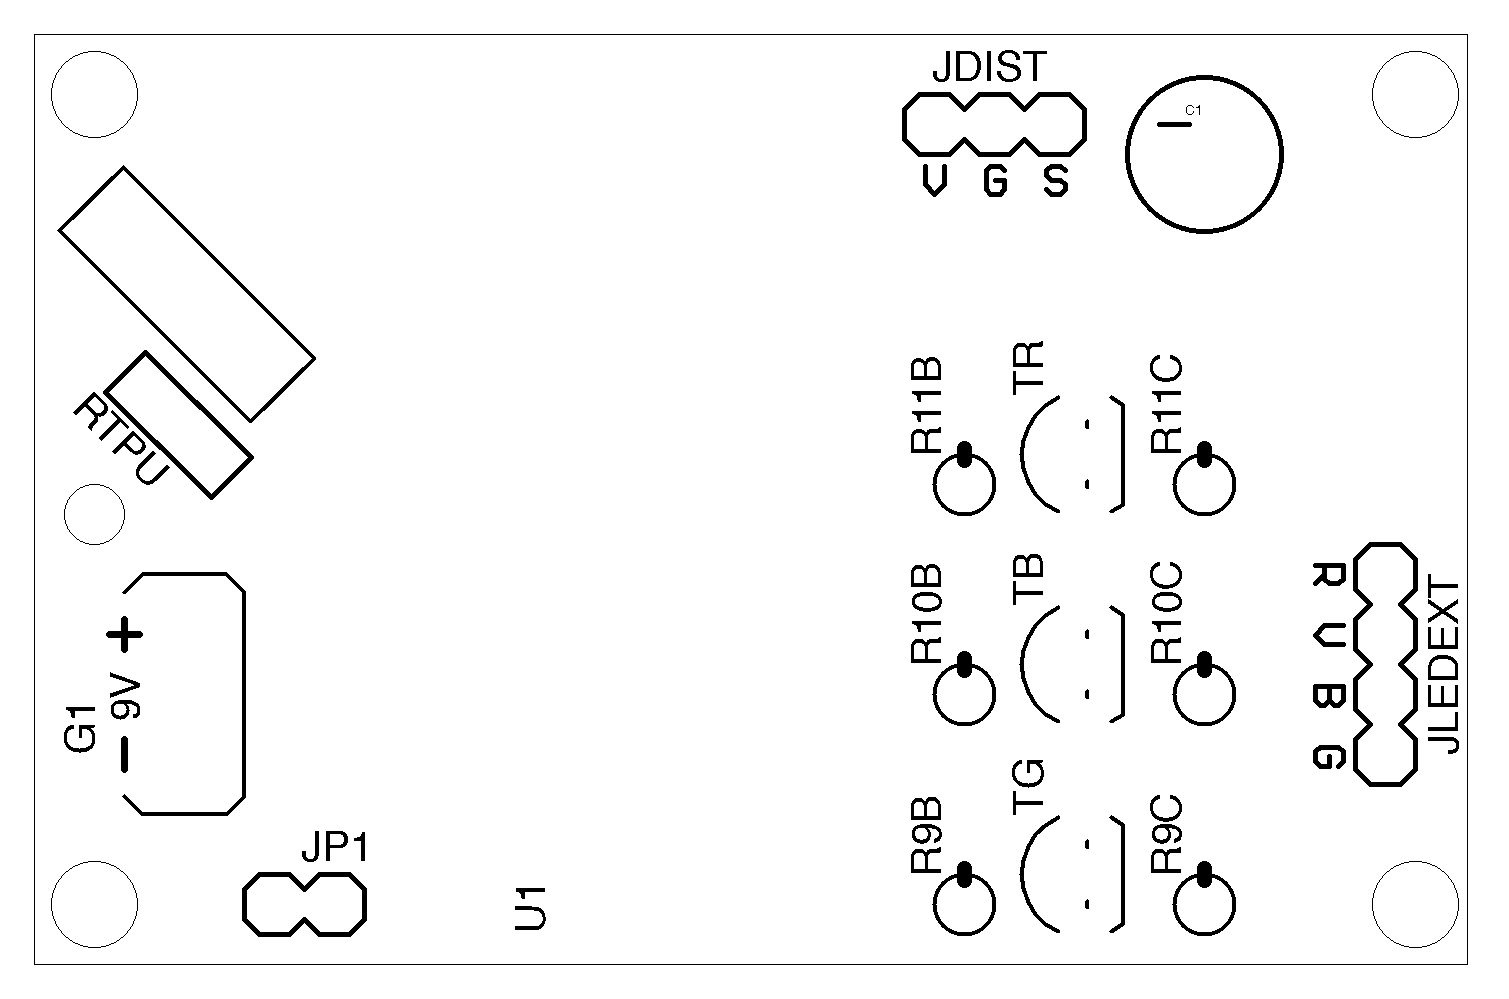 JDIST
C1
V G S
TR
R11B
R11C
RTPU
TB
R10B
R10C
R V B G
JLEDEXT
+
9V
G1
−
TG
R9B
R9C
JP1
U1